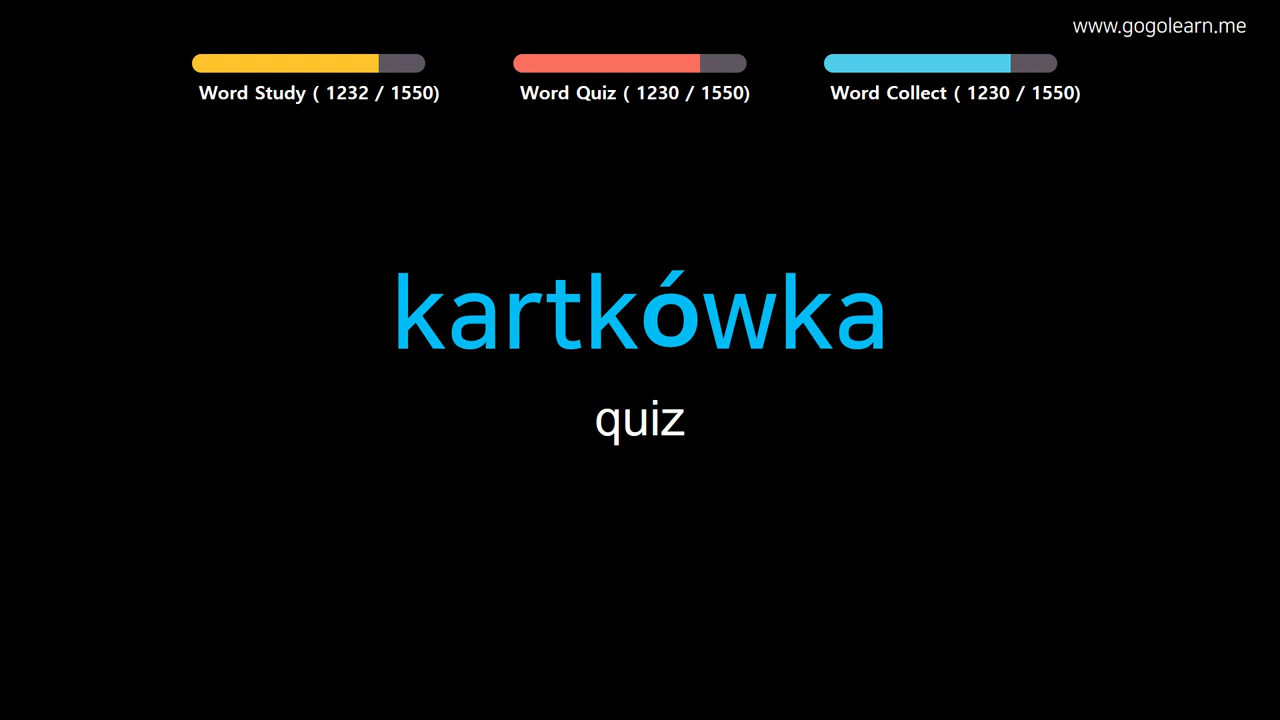 www.gogolearn.me
Word Study ( 1232 / 1550)
Word Quiz ( 1230 / 1550)
Word Collect ( 1230 / 1550)
kartkówka
quiz